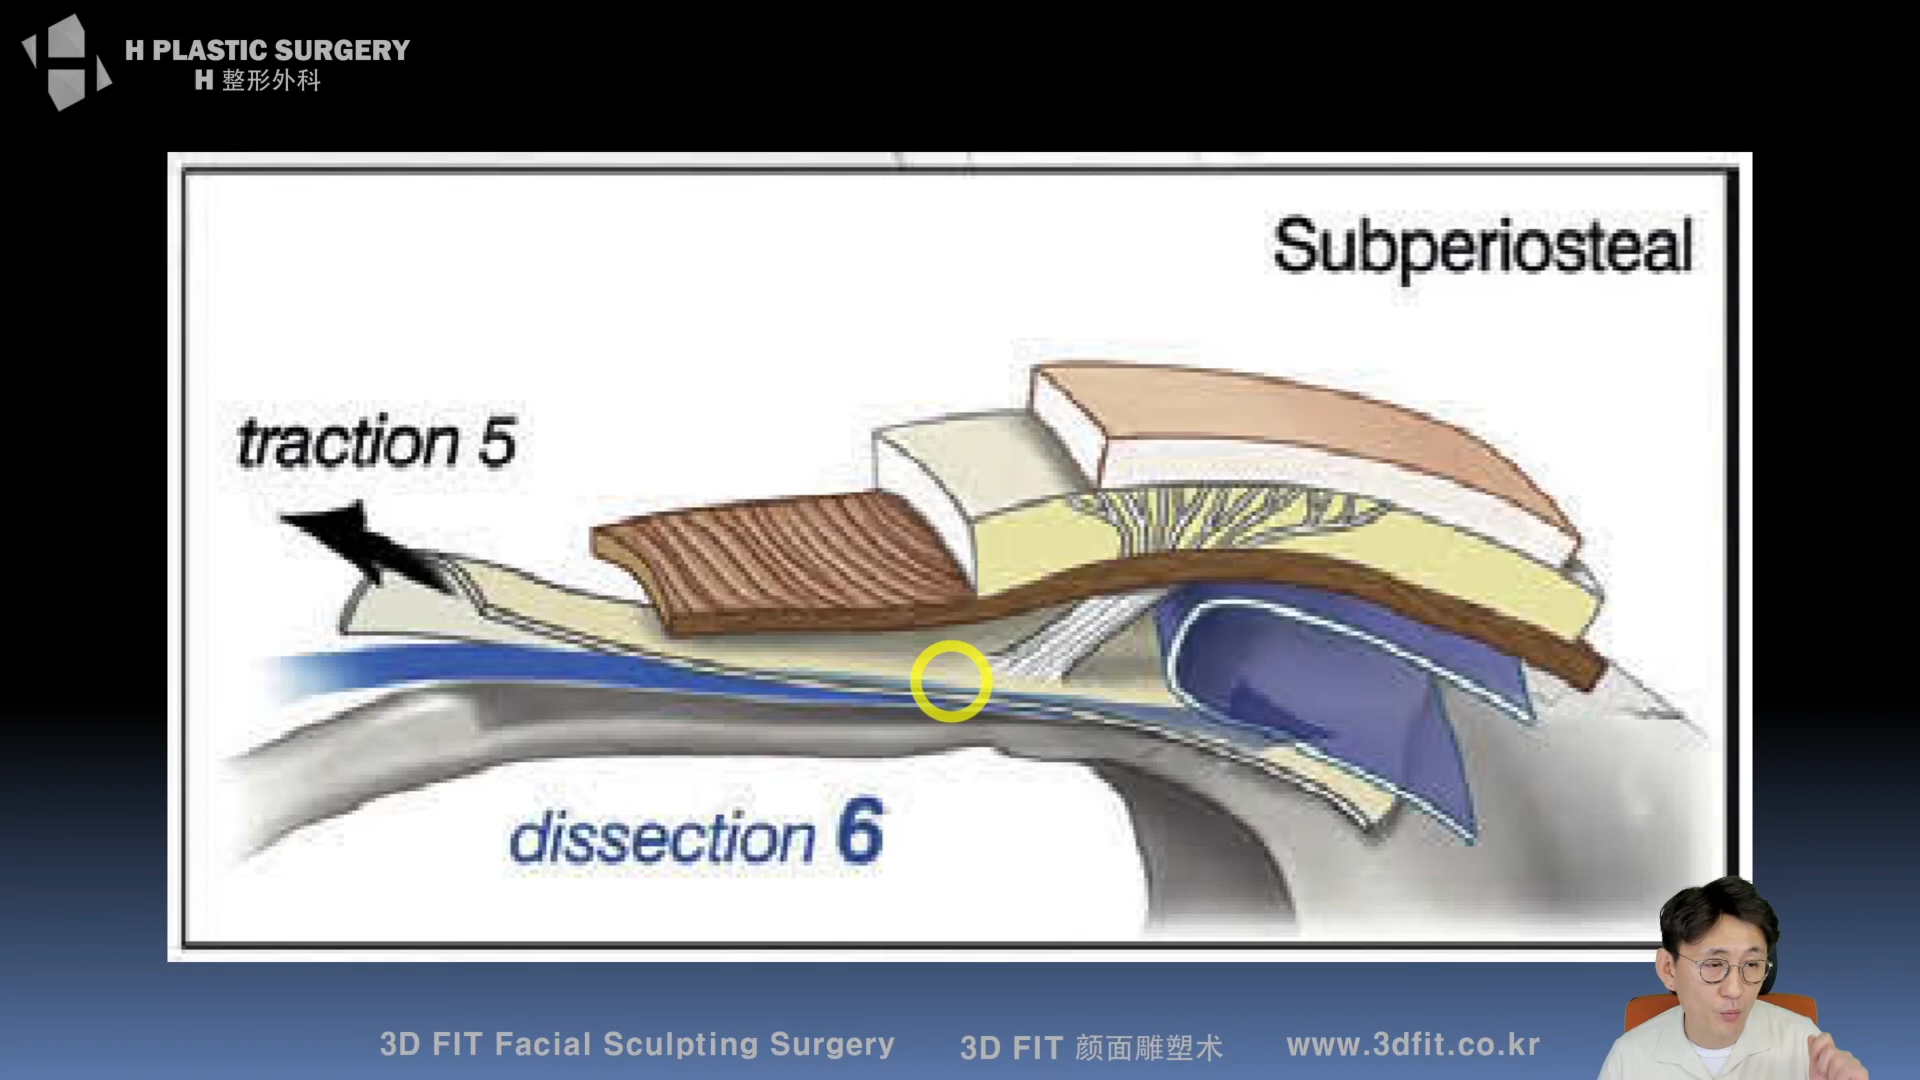 H PLASTIC SURGERY
H 整形外科
Subperiosteal
traction 5
dissection 6
3D FIT Facial Sculpting Surgery 3D FIT 颜面雕塑术 www.3dfit.co.kr